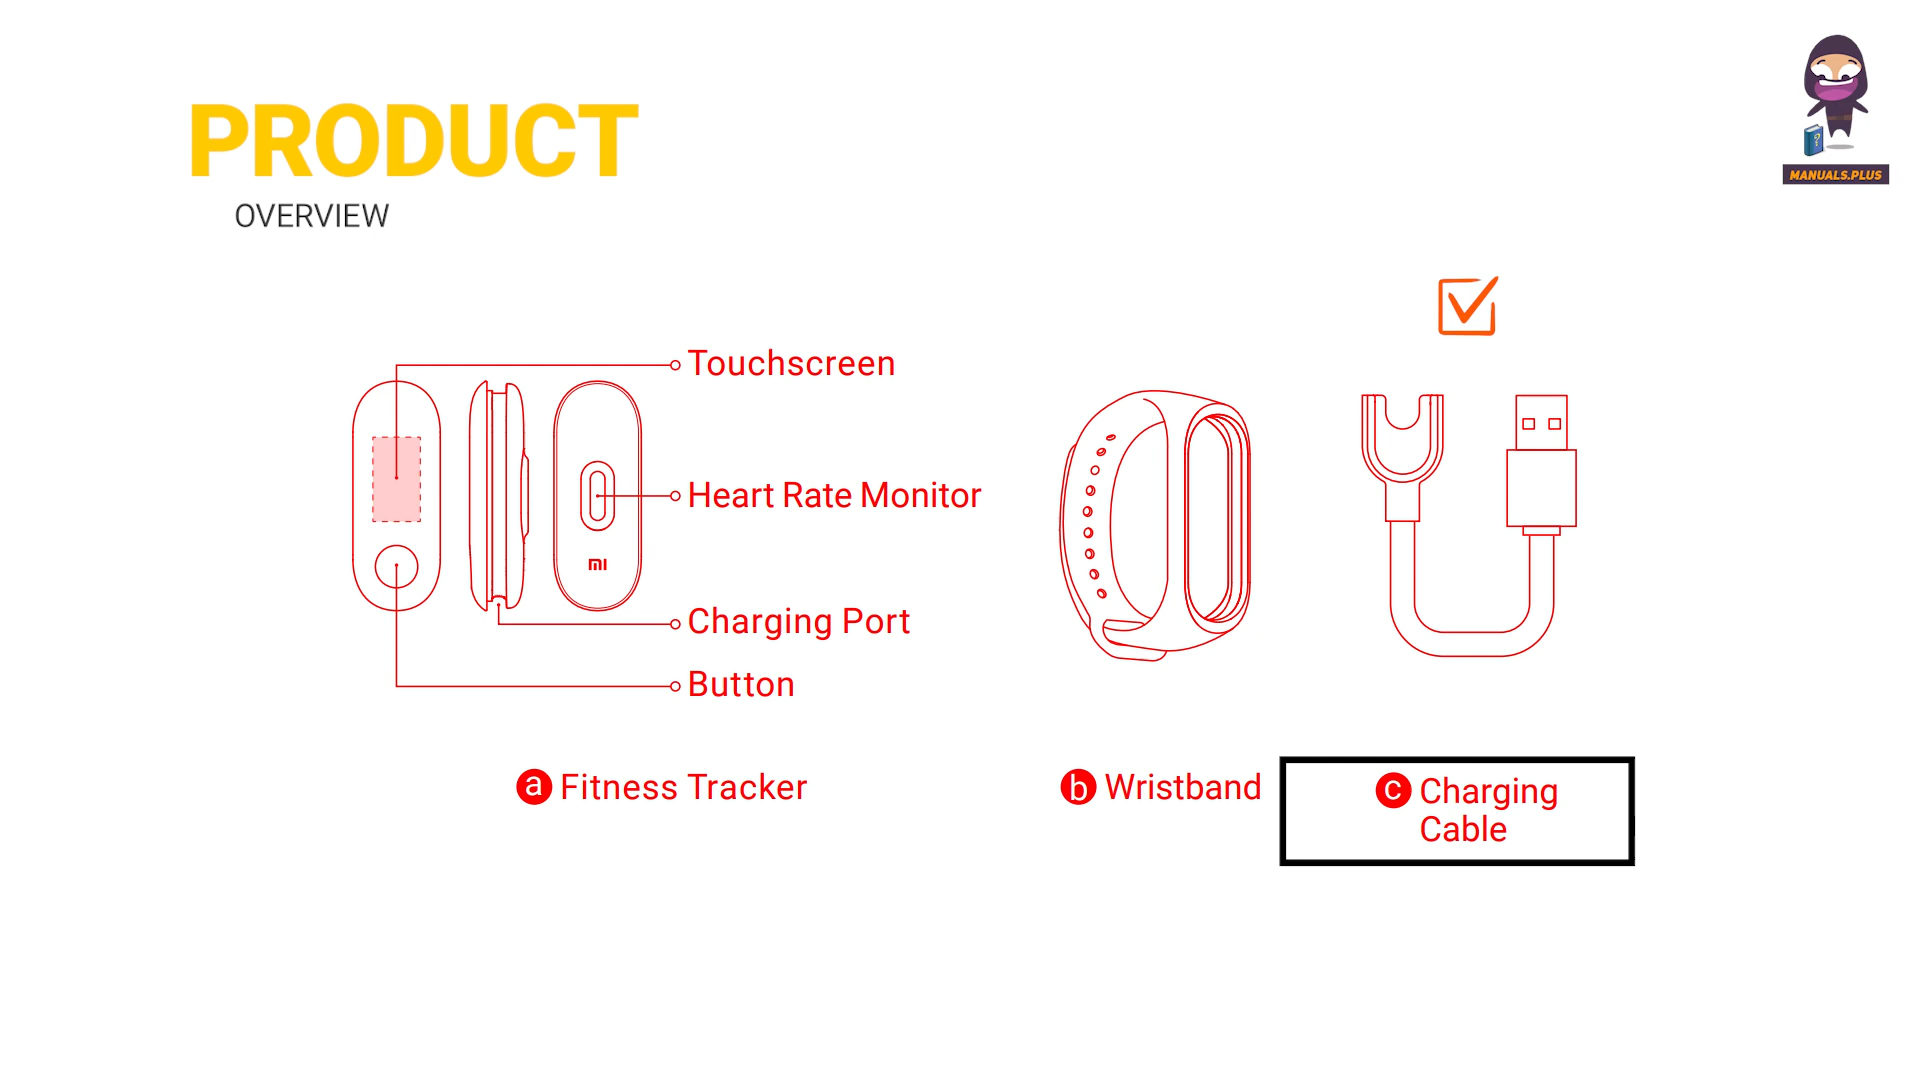 PRODUCT
OVERVIEW
?
MANUALS.PLUS
Touchscreen
Heart Rate Monitor
mi
Charging Port
Button
a Fitness Tracker
b Wristband
c Charging
Cable